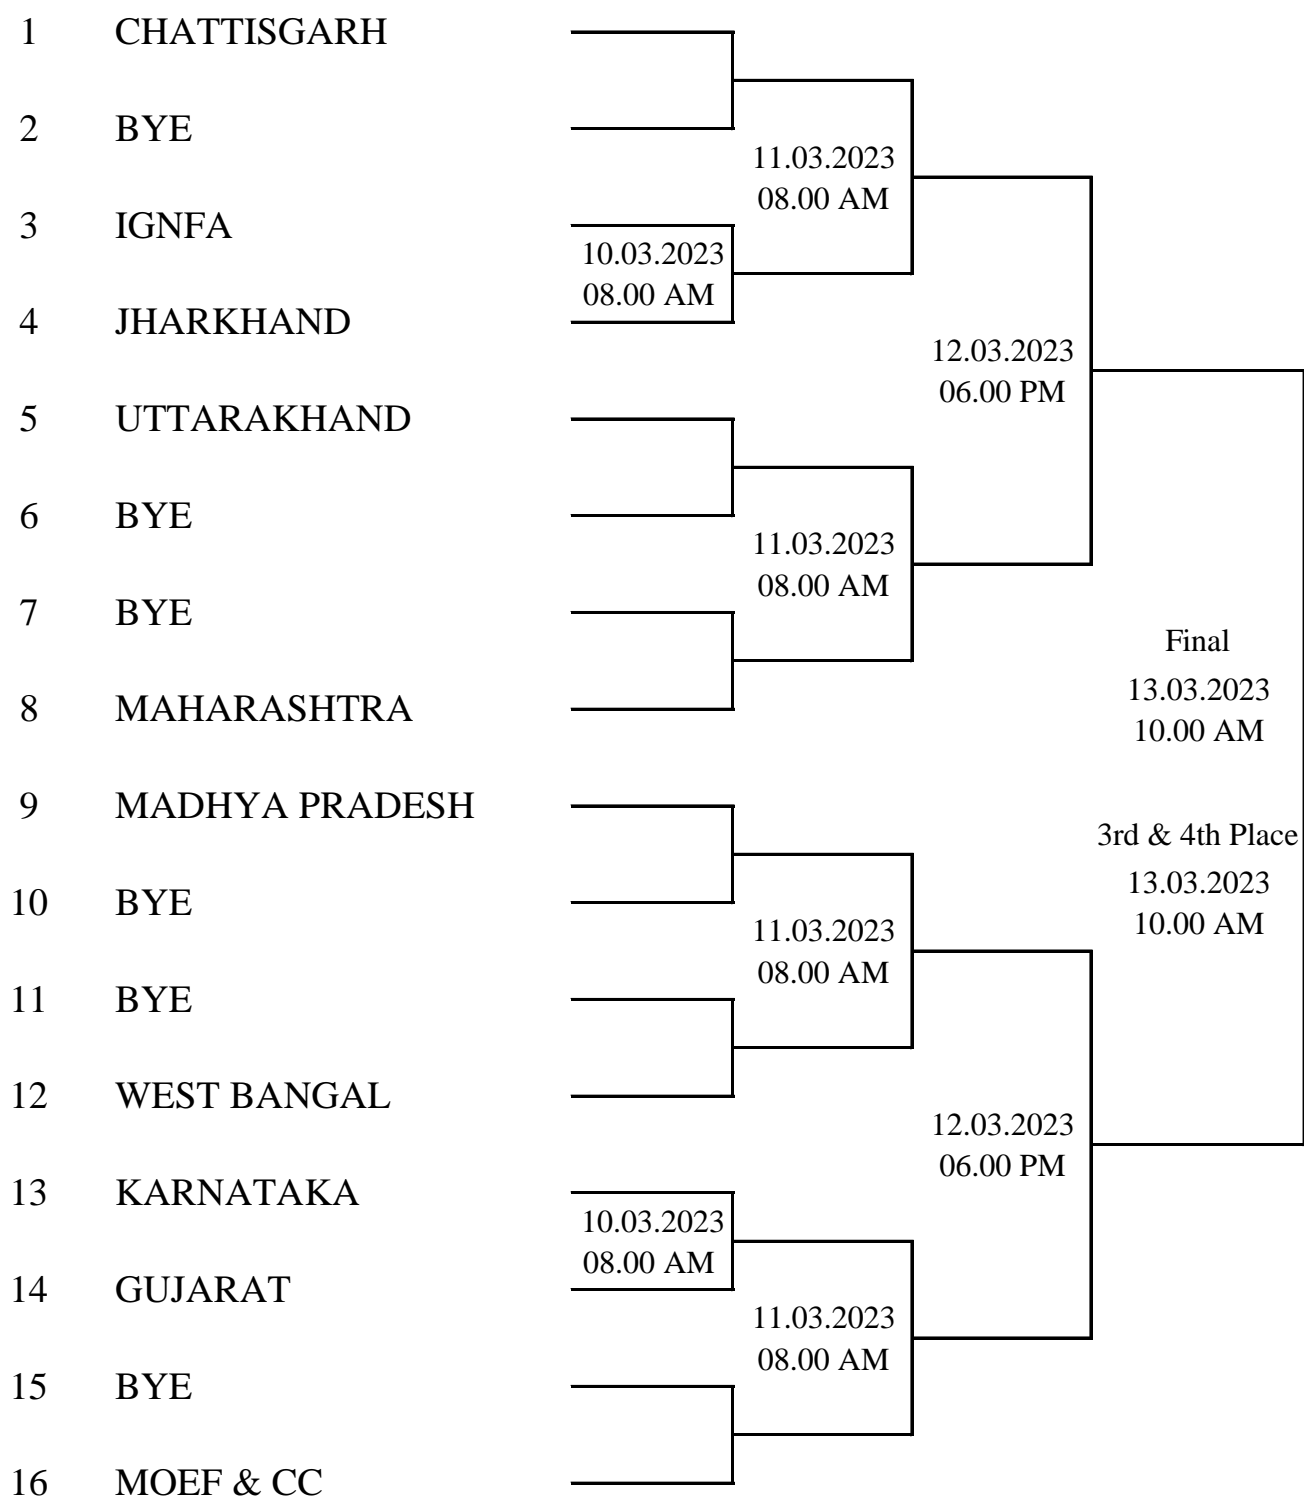 1 CHATTISGARH
2 BYE
11.03.2023
08.00 AM
3 IGNFA
10.03.2023
08.00 AM
4 JHARKHAND
12.03.2023
06.00 PM
5 UTTARAKHAND
6 BYE
11.03.2023
08.00 AM
7 BYE
Final
8 MAHARASHTRA
13.03.2023
10.00 AM
9 MADHYA PRADESH
3rd & 4th Place
13.03.2023
10.00 AM
10 BYE
11.03.2023
08.00 AM
11 BYE
12 WEST BANGAL
12.03.2023
06.00 PM
13 KARNATAKA
10.03.2023
08.00 AM
14 GUJARAT
11.03.2023
08.00 AM
15 BYE
16 MOEF & CC